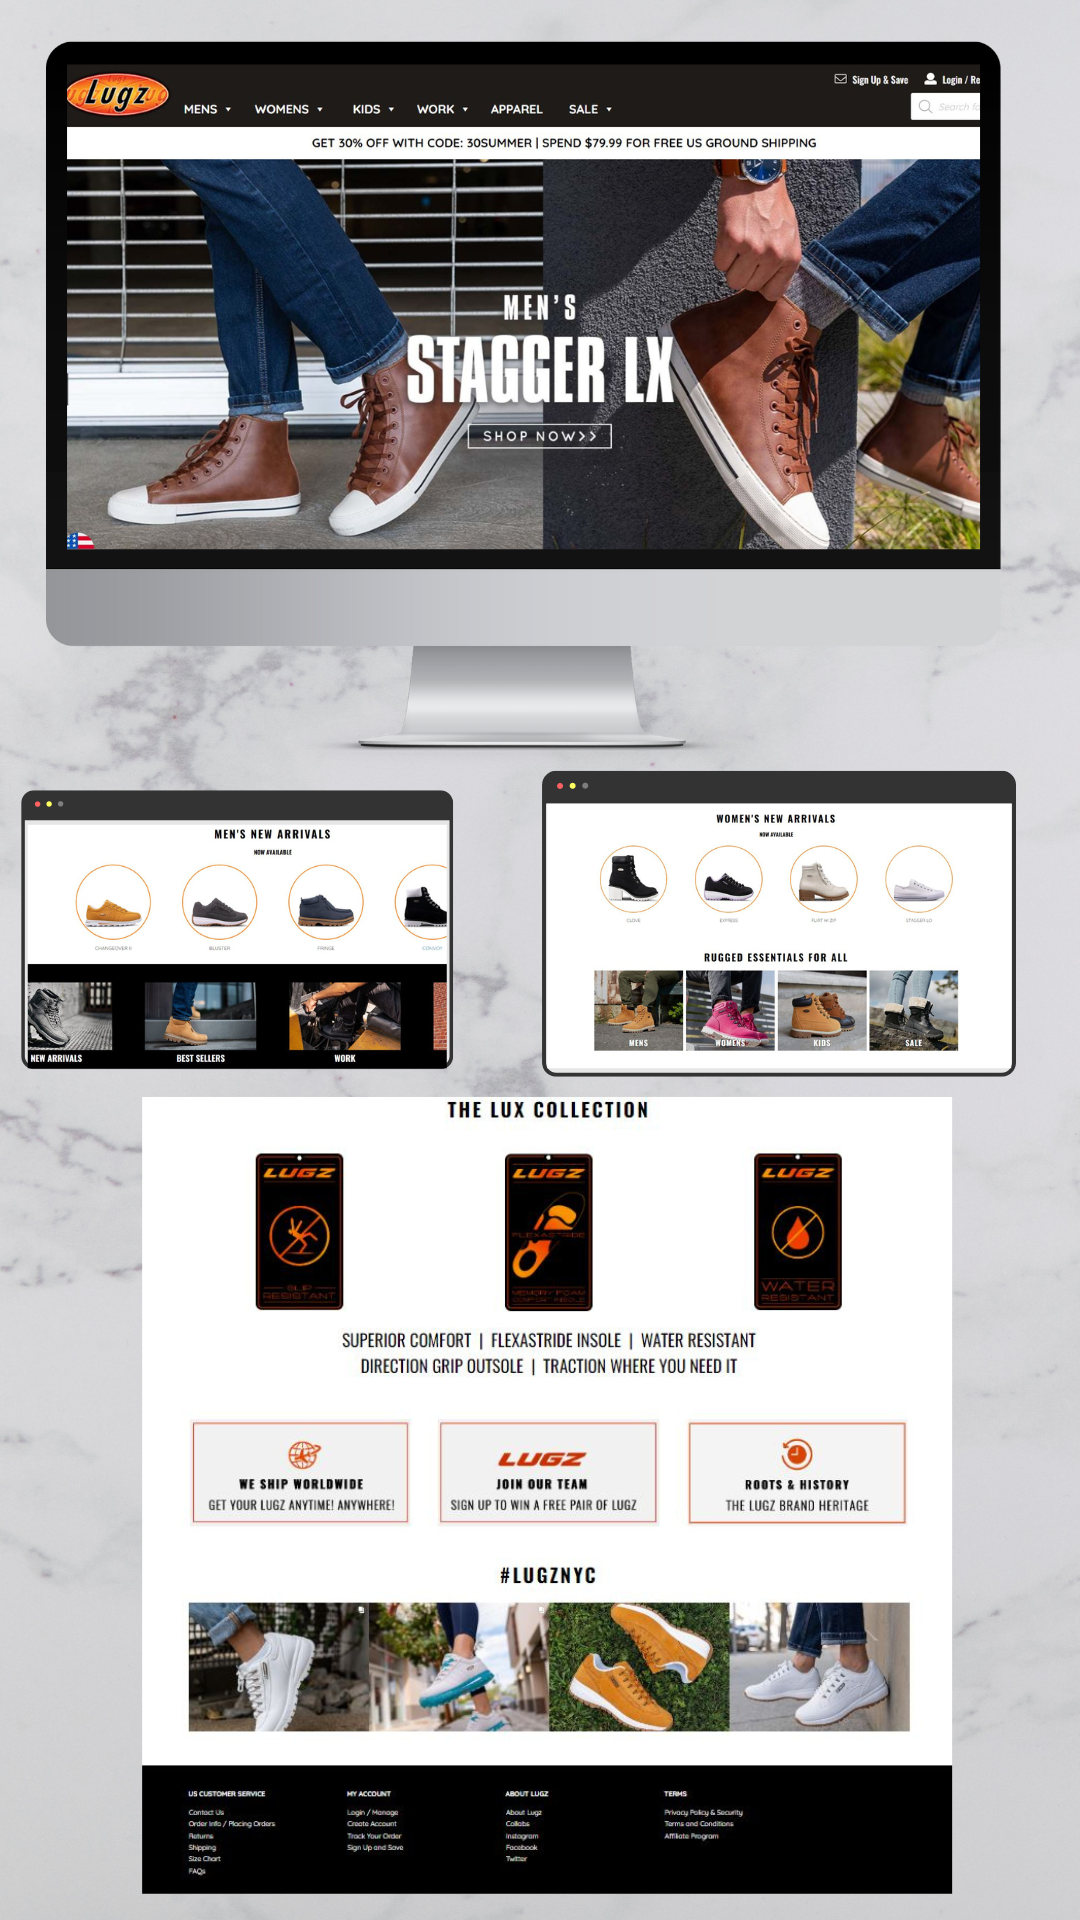 Lugz
Sign Up & Save
Login / Re
MENS
WOMENS
KIDS
WORK
APPAREL
SALE
Search fo
GET 30% OFF WITH CODE: 30SUMMER | SPEND $79.99 FOR FREE US GROUND SHIPPING
MEN'S
STAGGER LX
SHOP NOW>>
MEN'S NEW ARRIVALS
NOW AVAILABLE
CHANGEOVER II
BLUSTER
FRINGE
CONVOY
NEW ARRIVALS
BEST SELLERS
WORK
WOMEN'S NEW ARRIVALS
NOW AVAILABLE
CLOVE
EXPRESS
FLIRT HI ZIP
STAGGER LO
RUGGED ESSENTIALS FOR ALL
MENS
WOMENS
KIDS
SALE
THE LUX COLLECTION
LUGZ
SLIP
RESISTANT
LUGZ
FLEXASTRIDE
MEMORY FOAM
COMFORT INSOLE
LUGZ
WATER
RESISTANT
SUPERIOR COMFORT | FLEXASTRIDE INSOLE | WATER RESISTANT
DIRECTION GRIP OUTSOLE | TRACTION WHERE YOU NEED IT
WE SHIP WORLDWIDE
GET YOUR LUGZ ANYTIME! ANYWHERE!
LUGZ
JOIN OUR TEAM
SIGN UP TO WIN A FREE PAIR OF LUGZ
ROOTS & HISTORY
THE LUGZ BRAND HERITAGE
#LUGZNYC
US CUSTOMER SERVICE
Contact Us
Order Info / Placing Orders
Returns
Shipping
Size Chart
FAQs
MY ACCOUNT
Login / Manage
Create Account
Track Your Order
Sign Up and Save
ABOUT LUGZ
About Lugz
Collabs
Instagram
Facebook
Twitter
TERMS
Privacy Policy & Security
Terms and Conditions
Affiliate Program